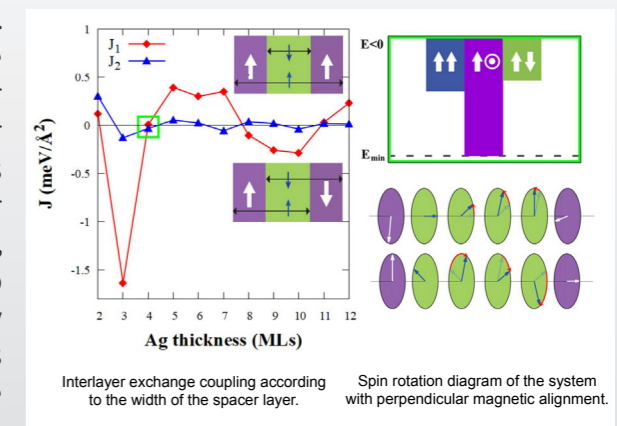 J (meV/Å²)
1
0.5
0
-0.5
-1
-1.5
J₁
J₂
2 3 4 5 6 7 8 9 10 11 12
Ag thickness (MLs)
E<0
Eₘᵢₙ
Interlayer exchange coupling according
to the width of the spacer layer.
Spin rotation diagram of the system
with perpendicular magnetic alignment.